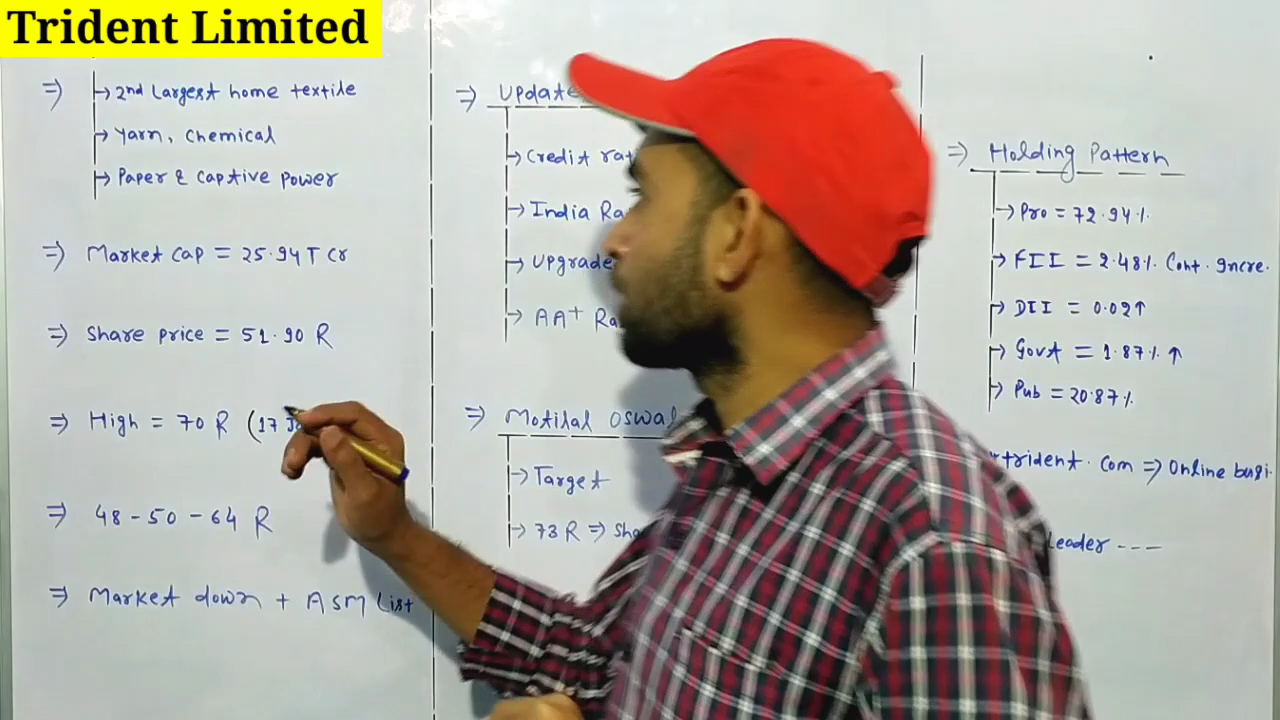 Trident Limited
⇒ → 2nd Largest home textile
→ Yarn, chemical
→ Paper & captive power
⇒ Market cap = 25.94 T Cr
⇒ Share price = 51.90 R
⇒ High = 70 R (17
⇒ 48 - 50 - 64 R
⇒ Market down + ASM List
⇒ Update
→ Credit
→ India
→ Upgrade
→ AA+
⇒ Motilal Oswal
→ Target
→ 73 R ⇒
⇒ Holding Pattern
→ Pro = 72.94 %.
→ FII = 2.48 %. Cont. Incre.
→ DII = 0.02 ↑
→ Govt = 1.87 %. ↑
→ Pub = 20.87 %.
trident.com ⇒ Online busi.
Leader ---